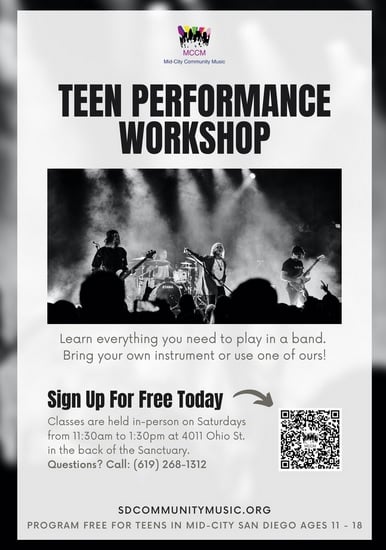 MCCM
Mid-City Community Music
TEEN PERFORMANCE
WORKSHOP
TAMA
Learn everything you need to play in a band.
Bring your own instrument or use one of ours!
Sign Up For Free Today
Classes are held in-person on Saturdays
from 11:30am to 1:30pm at 4011 Ohio St.
in the back of the Sanctuary.
Questions? Call: (619) 268-1312
SDCOMMUNITYMUSIC.ORG
PROGRAM FREE FOR TEENS IN MID-CITY SAN DIEGO AGES 11 - 18